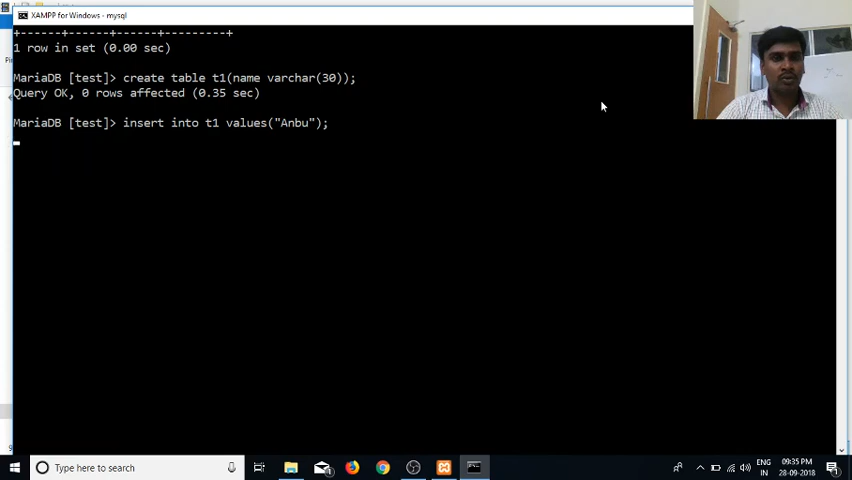 XAMPP for Windows - mysql
+------+------+------+---------+
1 row in set (0.00 sec)
MariaDB [test]> create table t1(name varchar(30));
Query OK, 0 rows affected (0.35 sec)
MariaDB [test]> insert into t1 values("Anbu");
Type here to search
ENG
IN
09:35 PM
28-09-2018